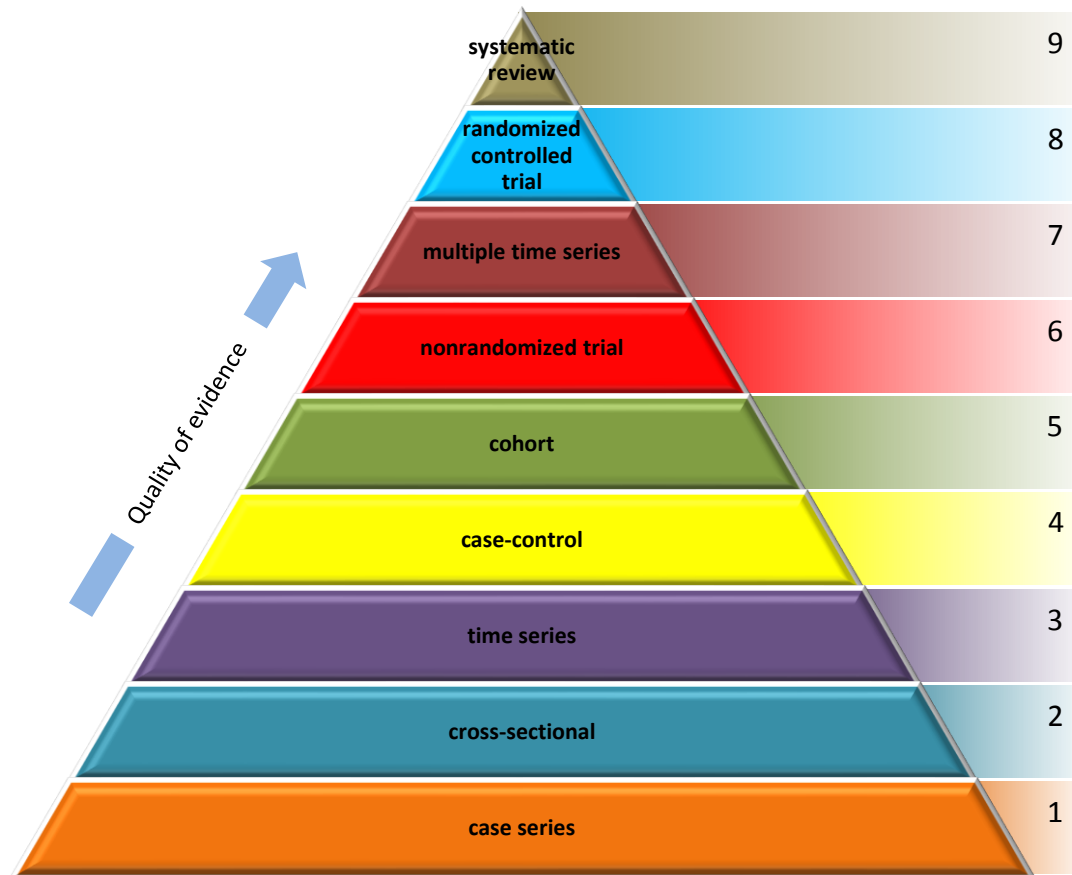 systematic
review
9
randomized
controlled
trial
8
multiple time series
7
nonrandomized trial
6
cohort
5
case-control
4
time series
3
cross-sectional
2
case series
1
Quality of evidence